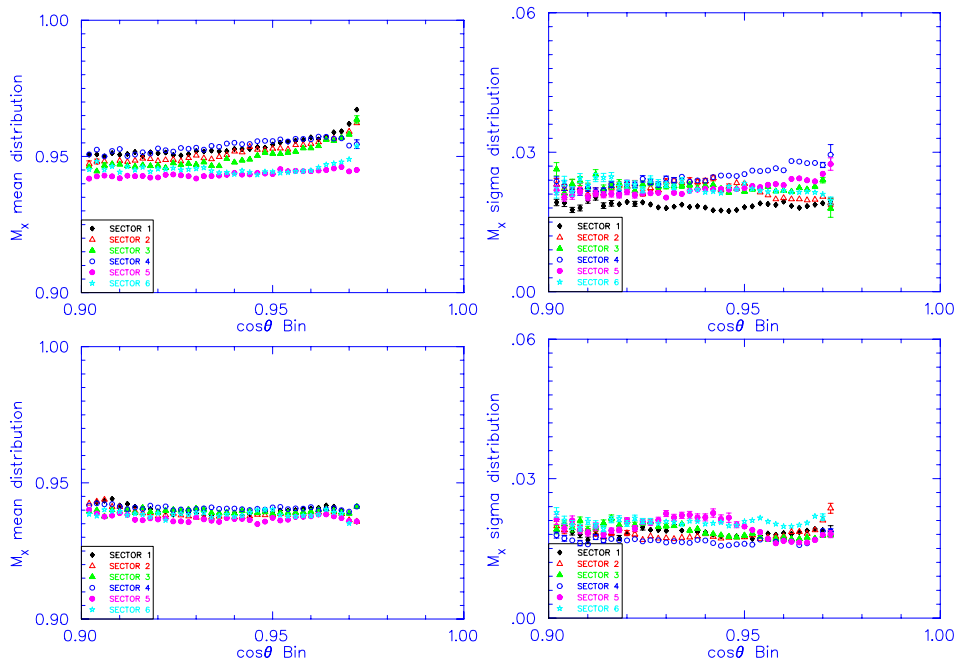 M_X mean distribution
1.00
0.95
0.90
0.90
0.95
1.00
cosθ Bin
SECTOR 1
SECTOR 2
SECTOR 3
SECTOR 4
SECTOR 5
SECTOR 6
M_X sigma distribution
.06
.03
.00
0.90
0.95
1.00
cosθ Bin
SECTOR 1
SECTOR 2
SECTOR 3
SECTOR 4
SECTOR 5
SECTOR 6
M_X mean distribution
1.00
0.95
0.90
0.90
0.95
1.00
cosθ Bin
SECTOR 1
SECTOR 2
SECTOR 3
SECTOR 4
SECTOR 5
SECTOR 6
M_X sigma distribution
.06
.03
.00
0.90
0.95
1.00
cosθ Bin
SECTOR 1
SECTOR 2
SECTOR 3
SECTOR 4
SECTOR 5
SECTOR 6